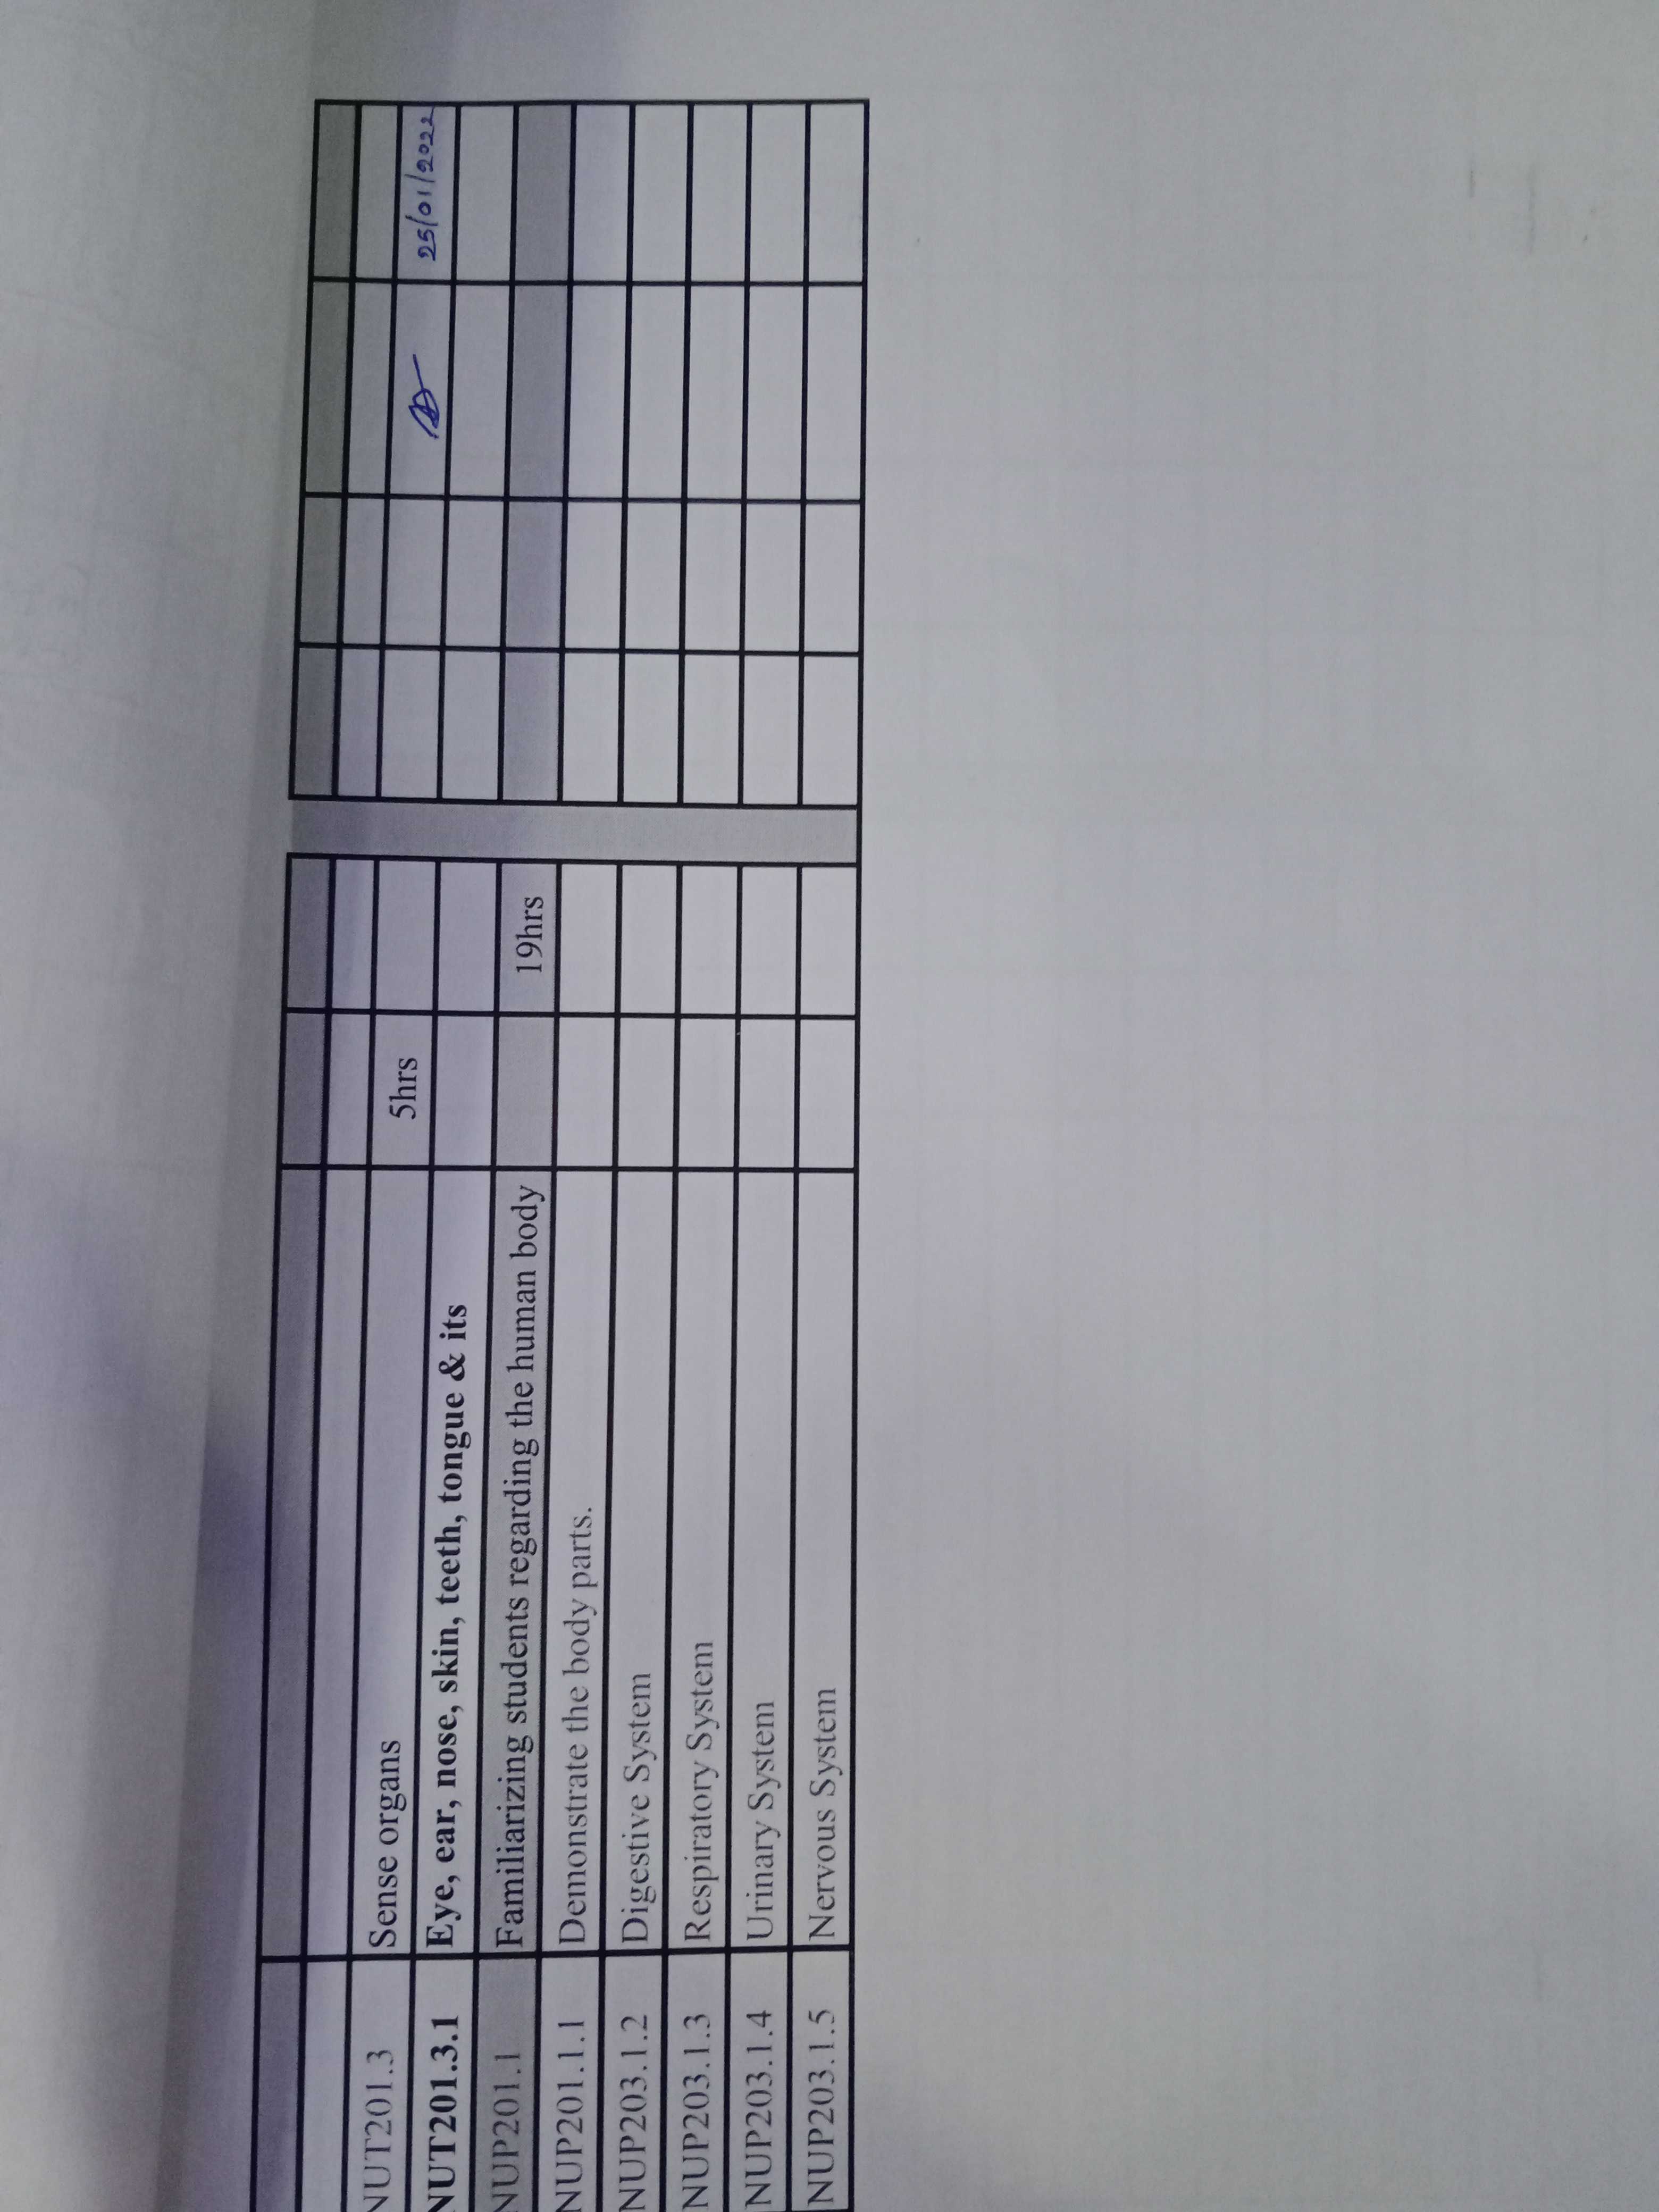 NUT201.3 Sense organs 5hrs 25/01/2022
NUT201.3.1 Eye, ear, nose, skin, teeth, tongue & its
NUP201.1 Familiarizing students regarding the human body 19hrs
NUP201.1.1 Demonstrate the body parts.
NUP203.1.2 Digestive System
NUP203.1.3 Respiratory System
NUP203.1.4 Urinary System
NUP203.1.5 Nervous System